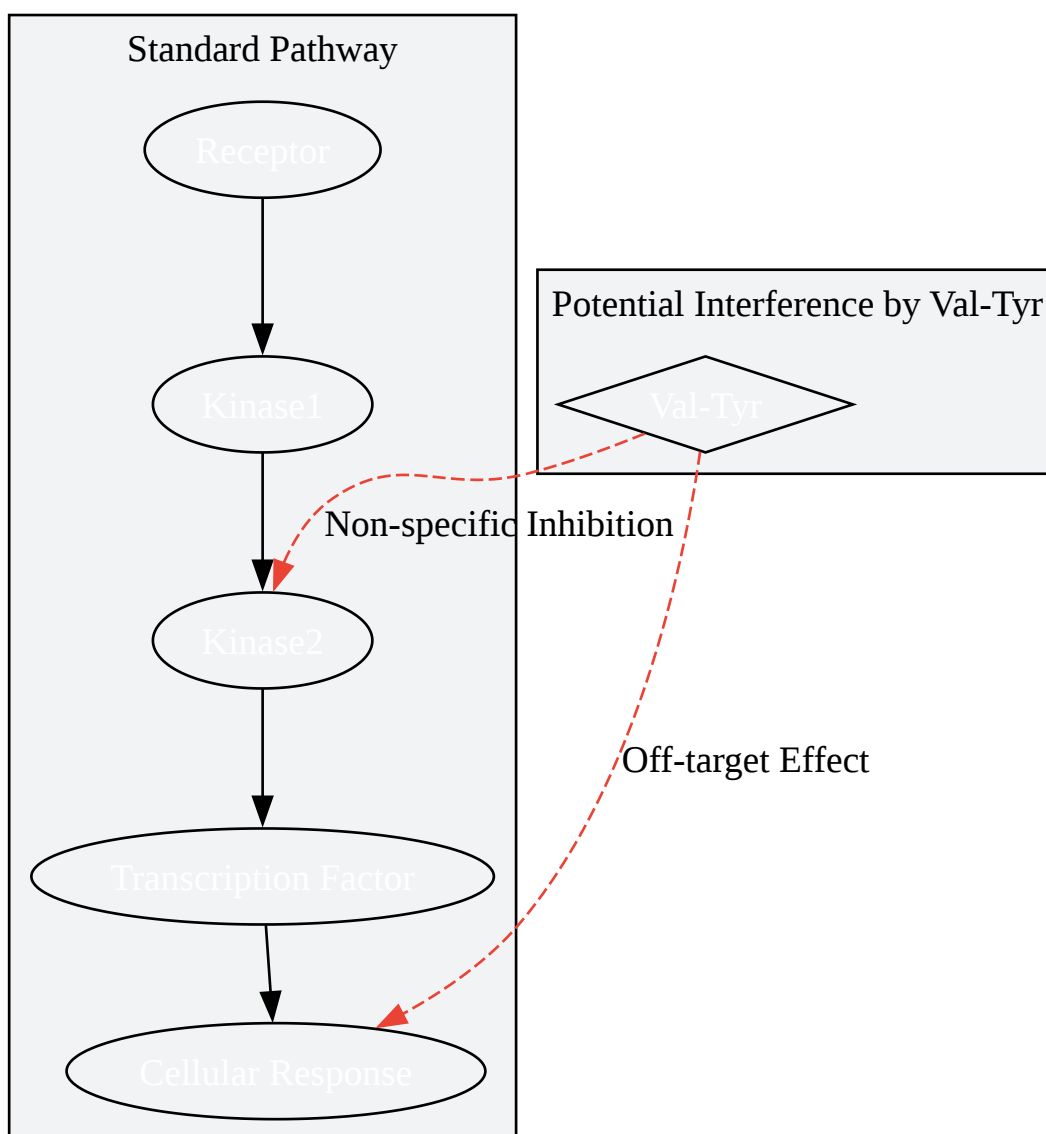 Standard Pathway
Receptor
Potential Interference by Val-Tyr
Kinase1
Val-Tyr
Non-specific Inhibition
Kinase2
Off-target Effect
Transcription Factor
Cellular Response